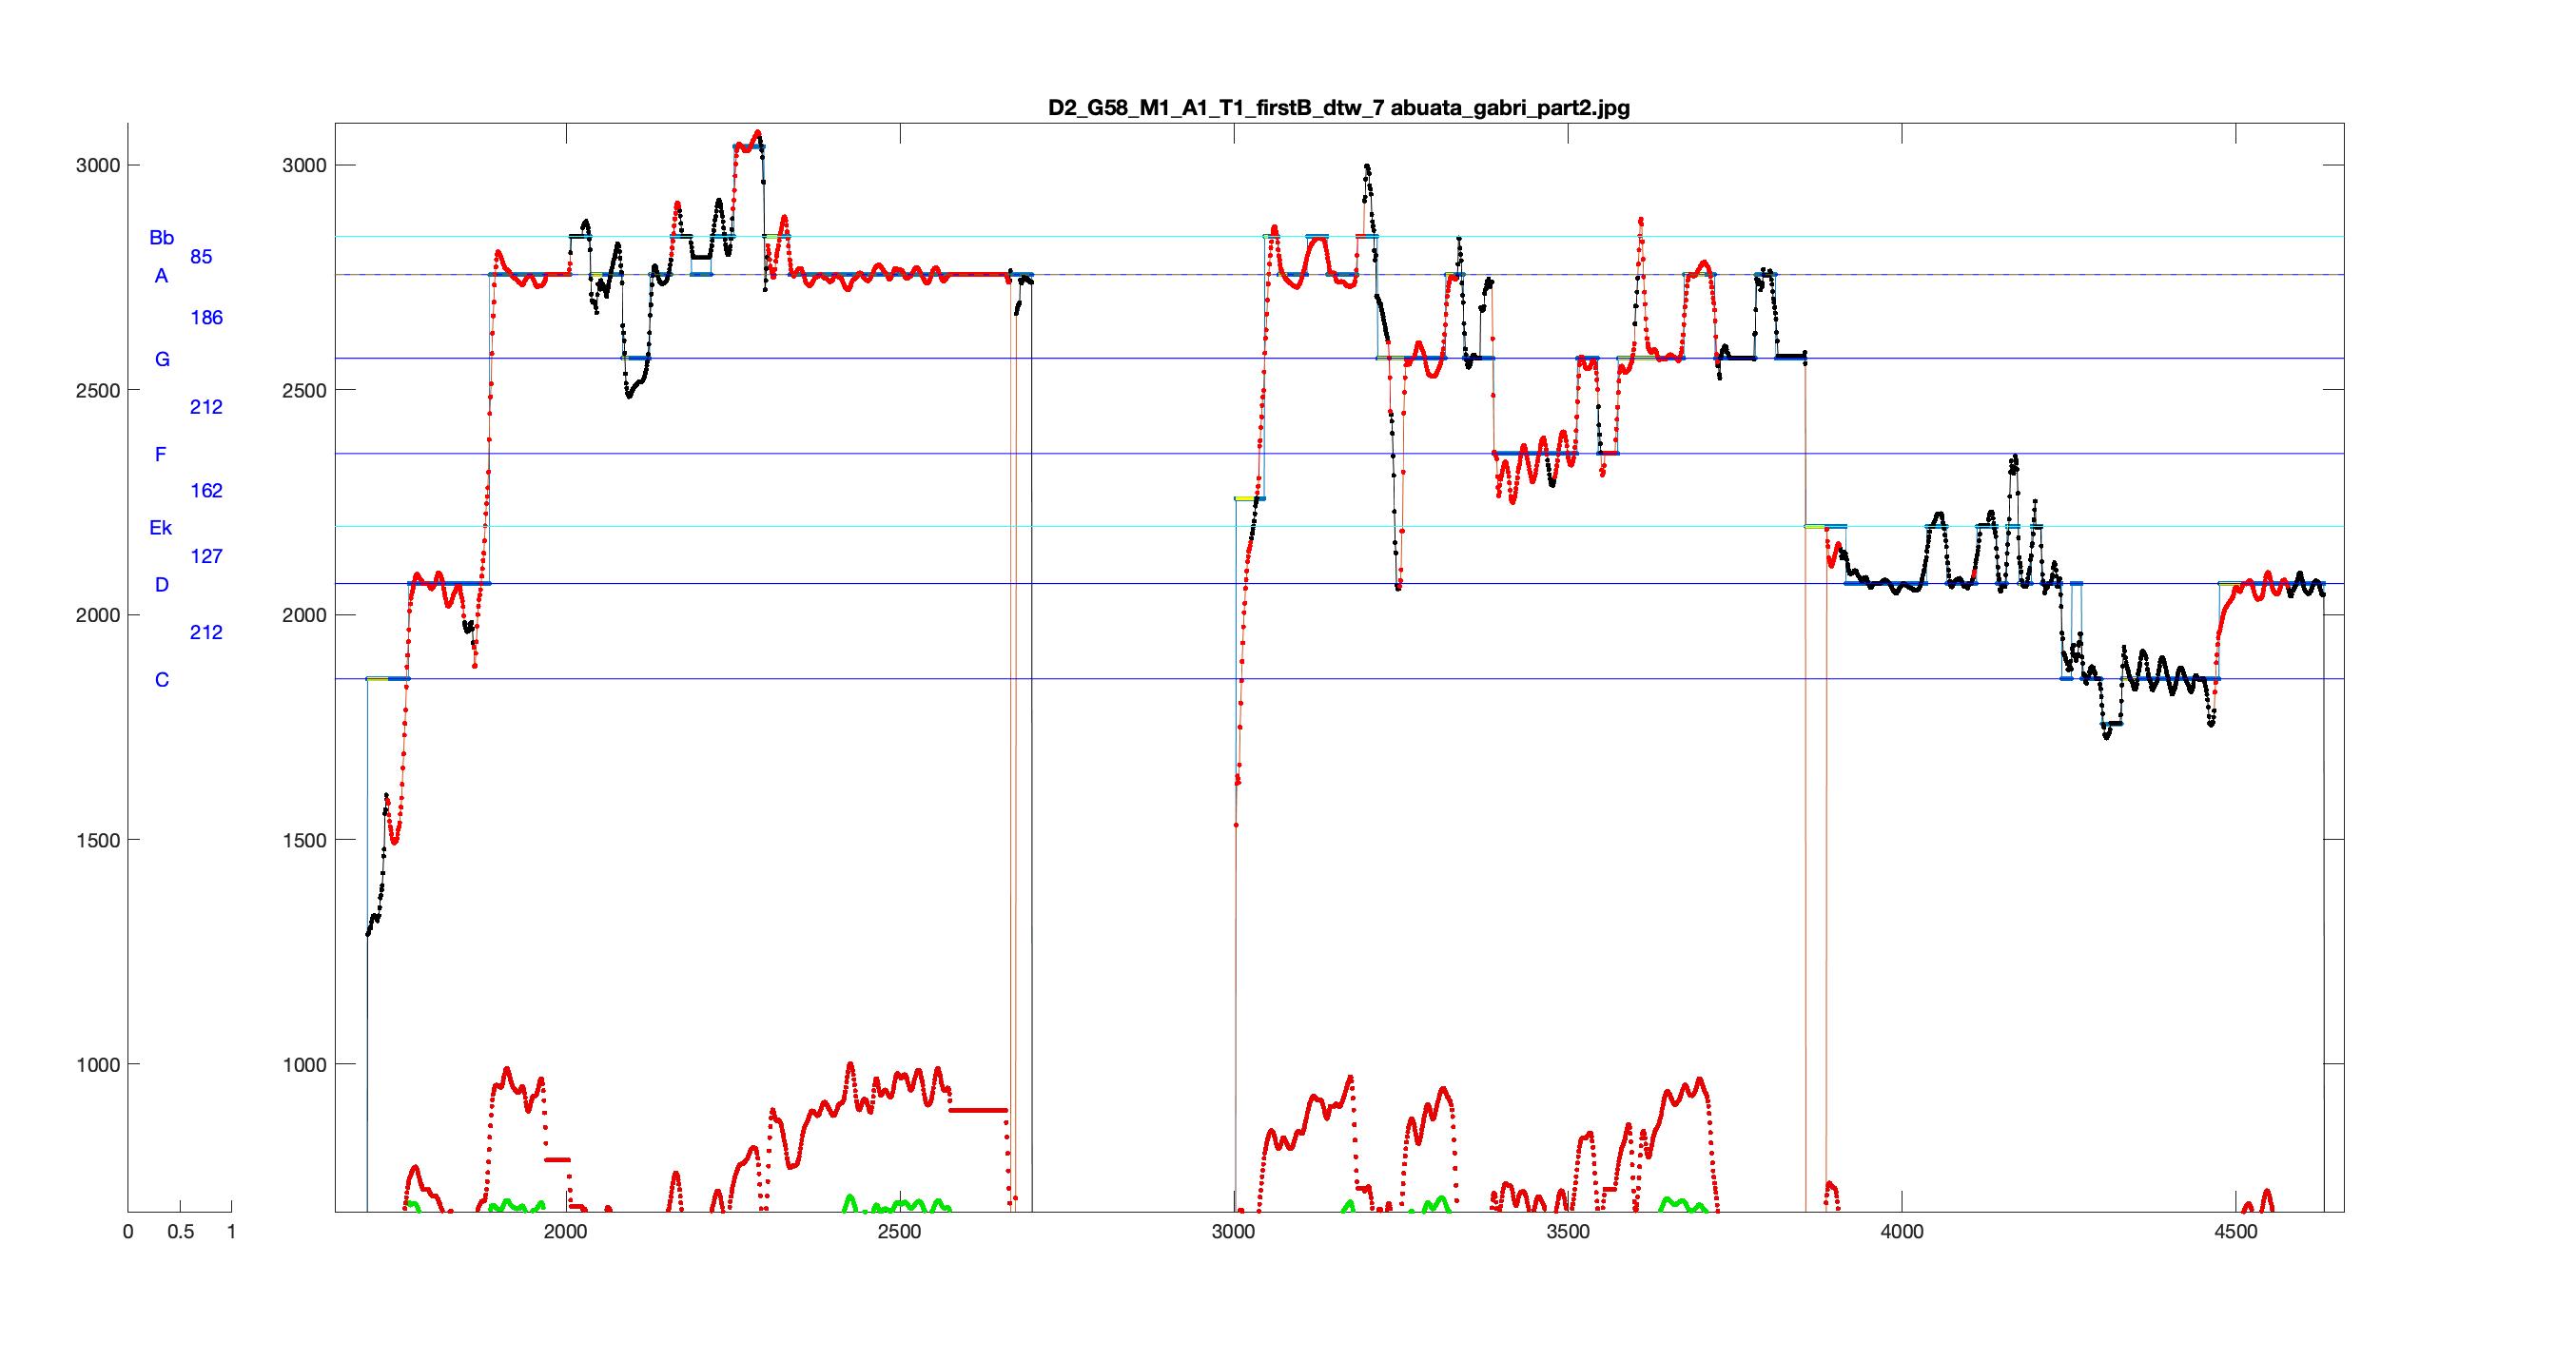 D2_G58_M1_A1_T1_firstB_dtw_7 abuata_gabri_part2.jpg
3000 3000
Bb
85
A
186
G
2500 2500
212
F
162
Ek
127
D
2000 2000
212
C
1500 1500
1000 1000
0 0.5 1 2000 2500 3000 3500 4000 4500